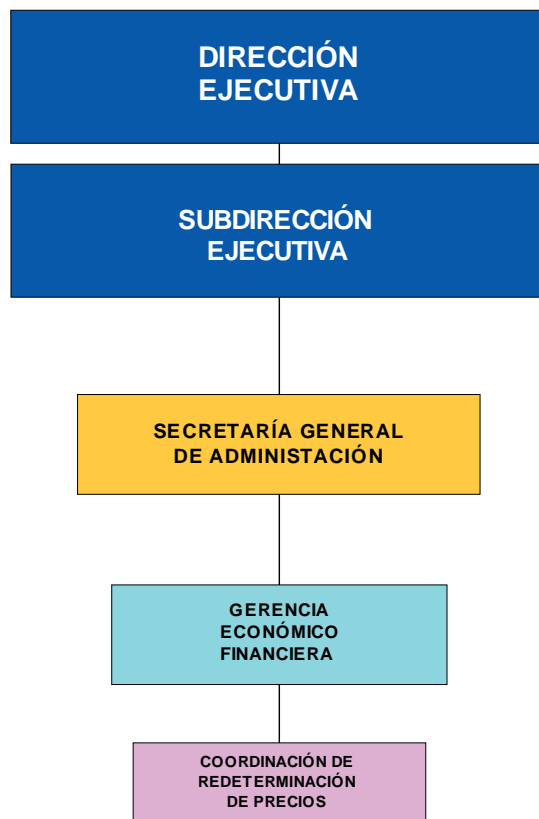 DIRECCIÓN
EJECUTIVA
SUBDIRECCIÓN
EJECUTIVA
SECRETARÍA GENERAL
DE ADMINISTACIÓN
GERENCIA
ECONÓMICO
FINANCIERA
COORDINACIÓN DE
REDETERMINACIÓN
DE PRECIOS